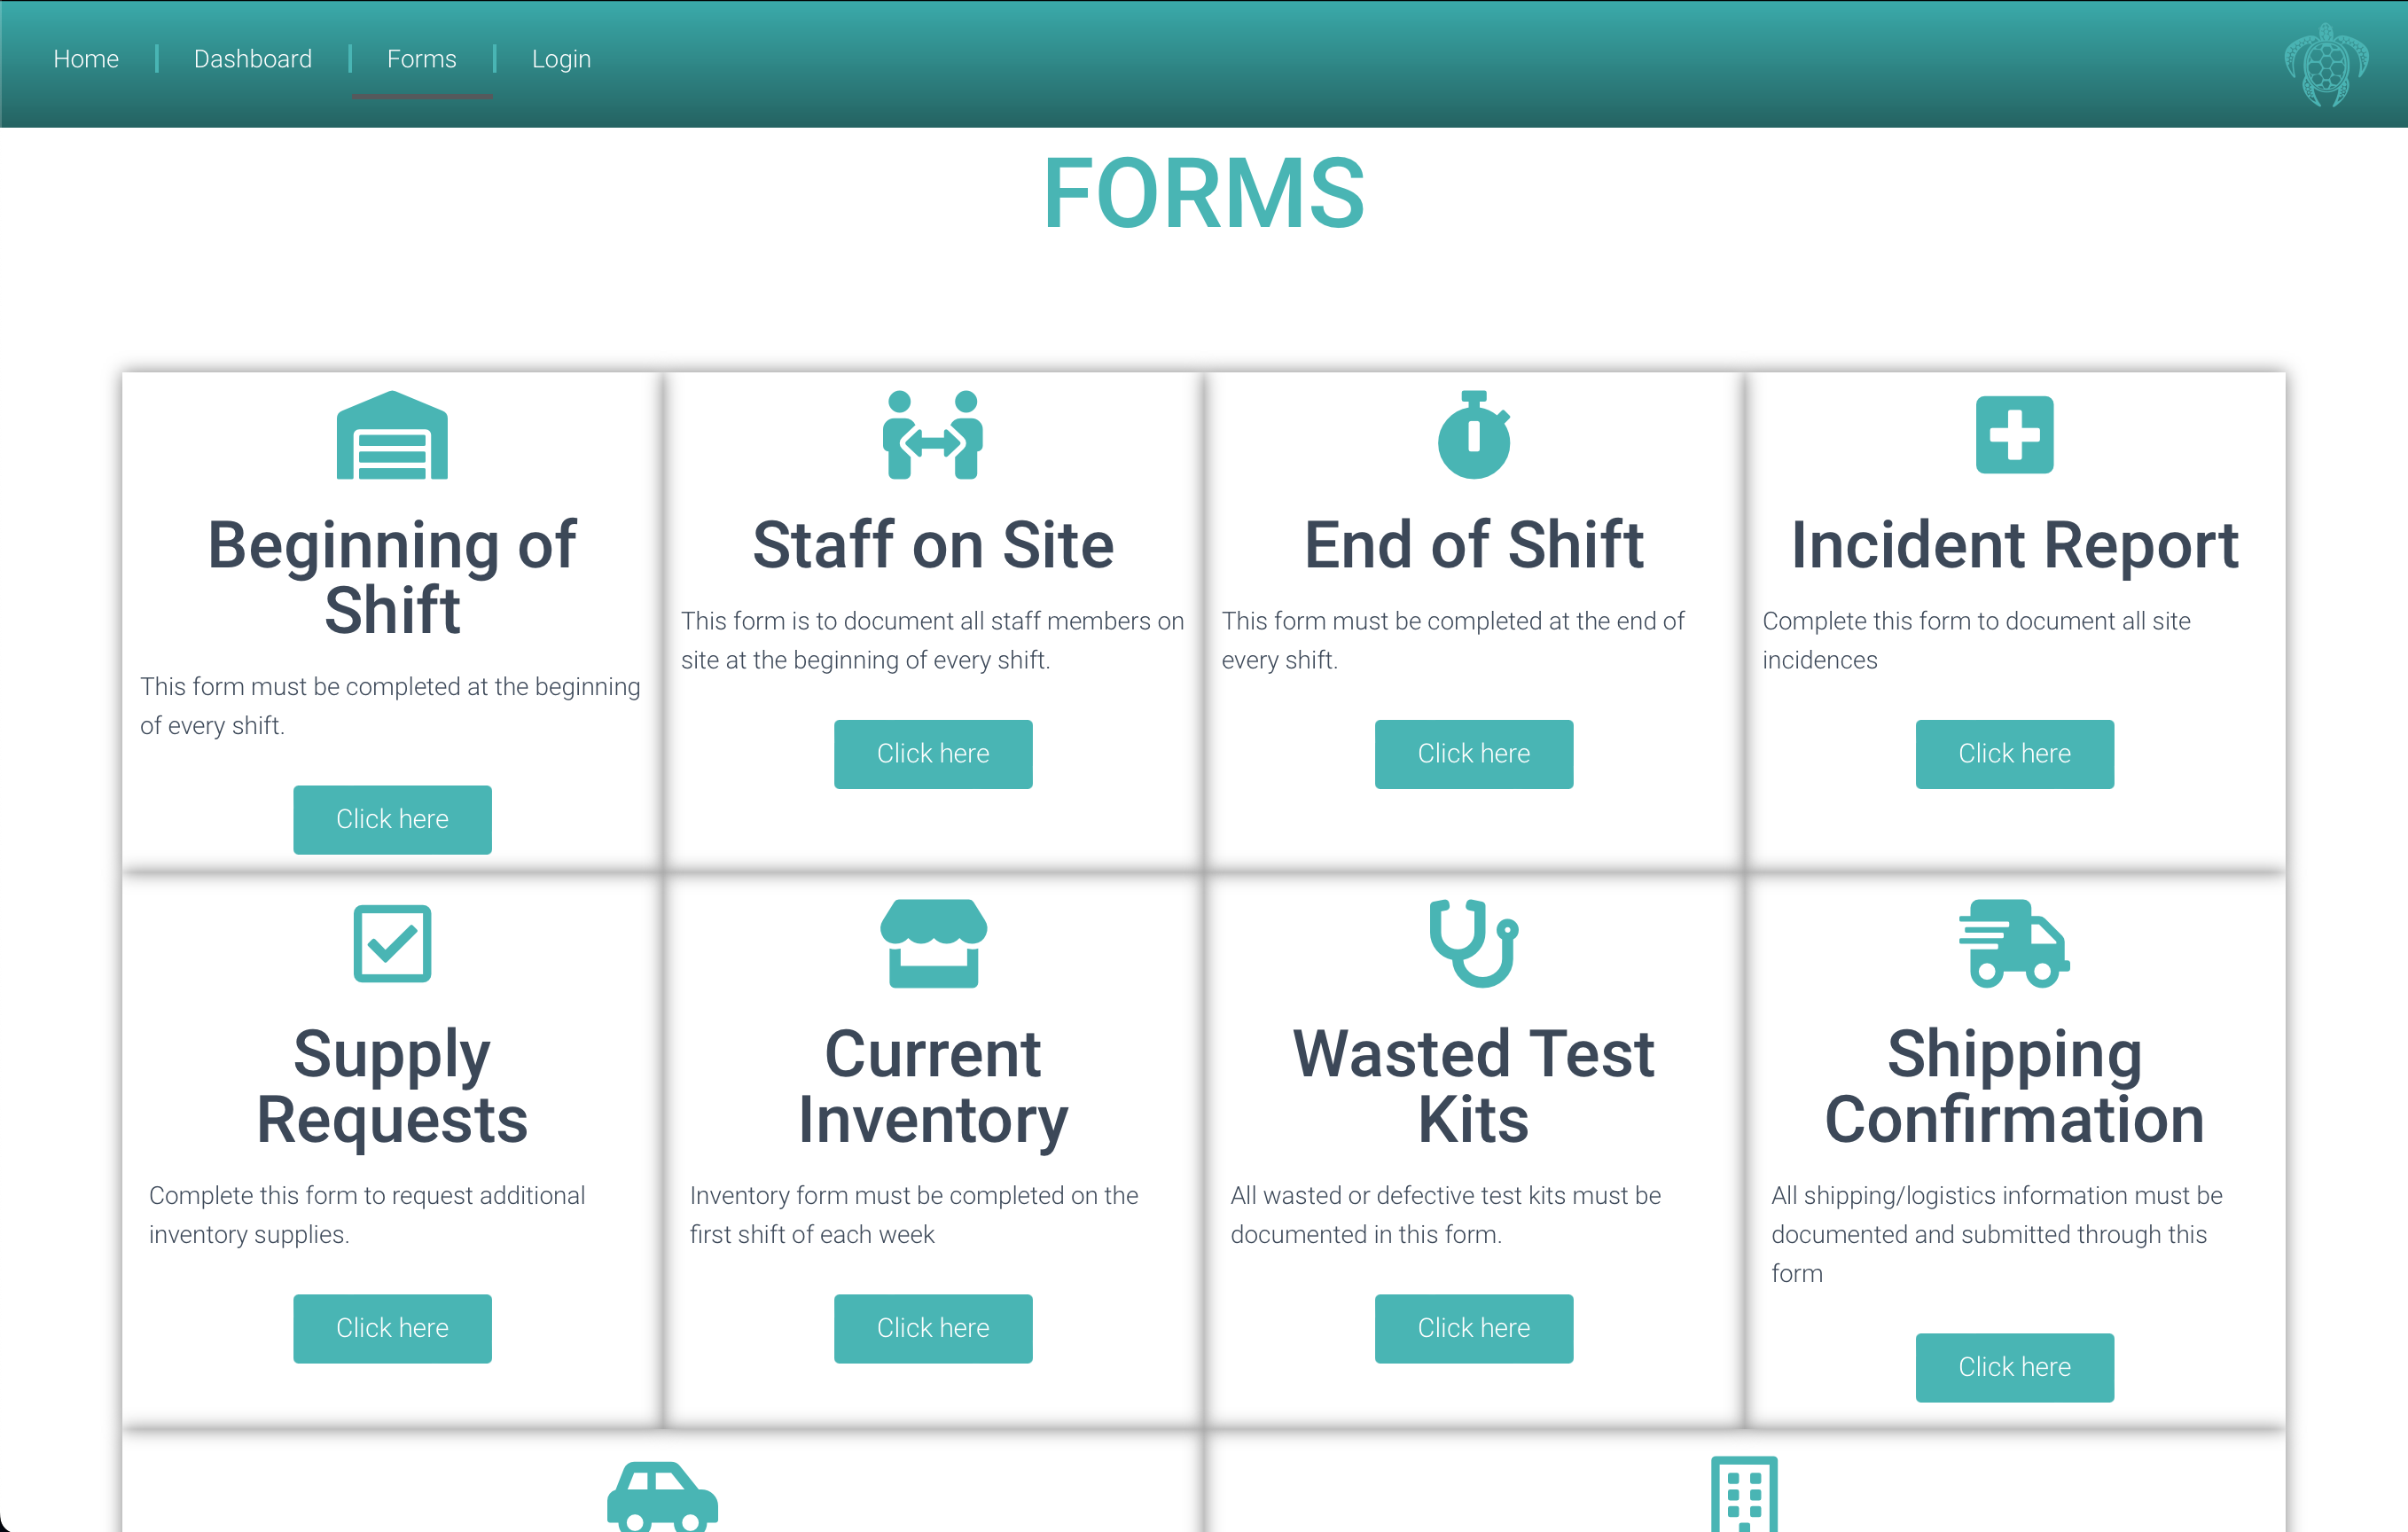 Home
Dashboard
Forms
Login
FORMS
Beginning of
Shift
This form must be completed at the beginning
of every shift.
Click here
Staff on Site
This form is to document all staff members on
site at the beginning of every shift.
Click here
End of Shift
This form must be completed at the end of
every shift.
Click here
Incident Report
Complete this form to document all site
incidences
Click here
Supply
Requests
Complete this form to request additional
inventory supplies.
Click here
Current
Inventory
Inventory form must be completed on the
first shift of each week
Click here
Wasted Test
Kits
All wasted or defective test kits must be
documented in this form.
Click here
Shipping
Confirmation
All shipping/logistics information must be
documented and submitted through this
form
Click here